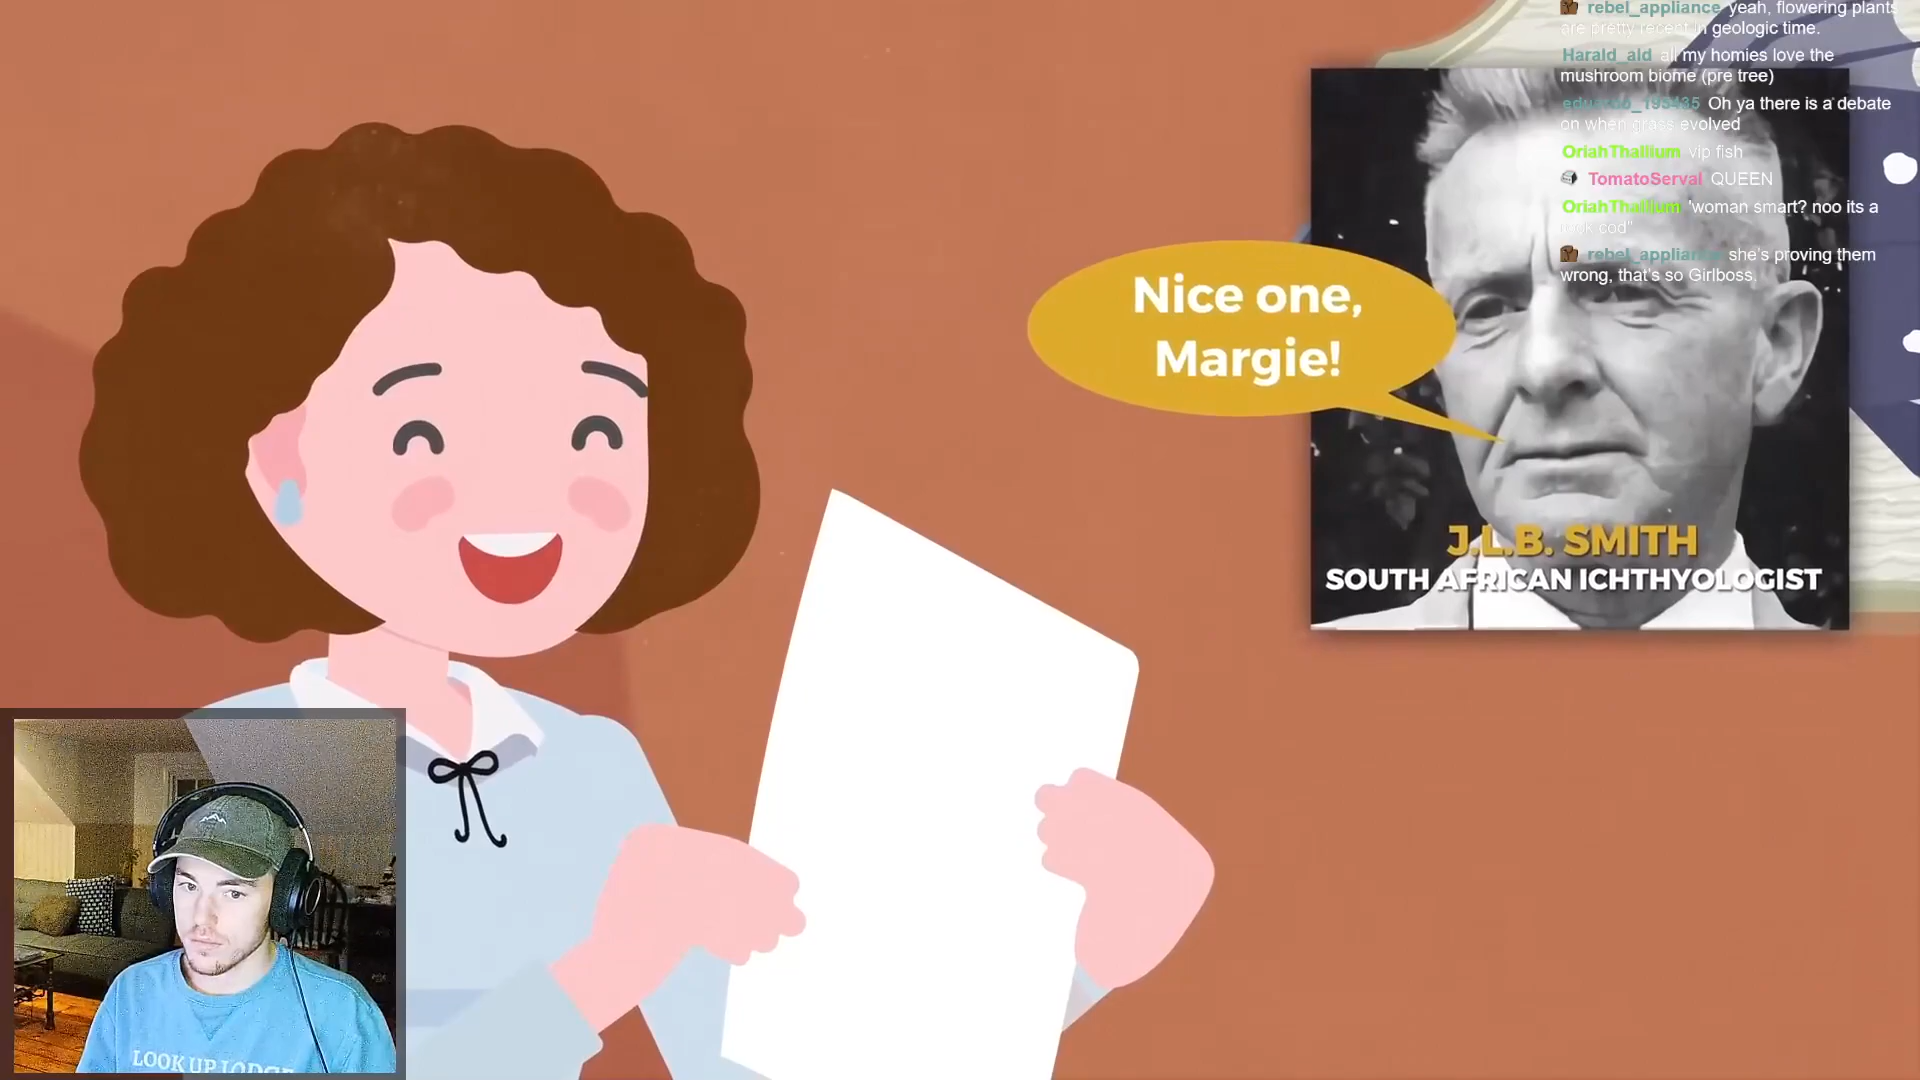 rebel_appliance yeah, flowering plants
are pretty recent in geologic time.
Harald_ald all my homies love the
mushroom biome (pre tree)
Oh ya there is a debate
on when grass evolved
OriahThallium vip fish
TomatoServal QUEEN
OriahThallium 'woman smart? noo its a
rock cod"
rebel_appliance she's proving them
wrong, that's so Girlboss.
Nice one,
Margie!
J.L.B. SMITH
SOUTH AFRICAN ICHTHYOLOGIST
LOOK UP LODGE